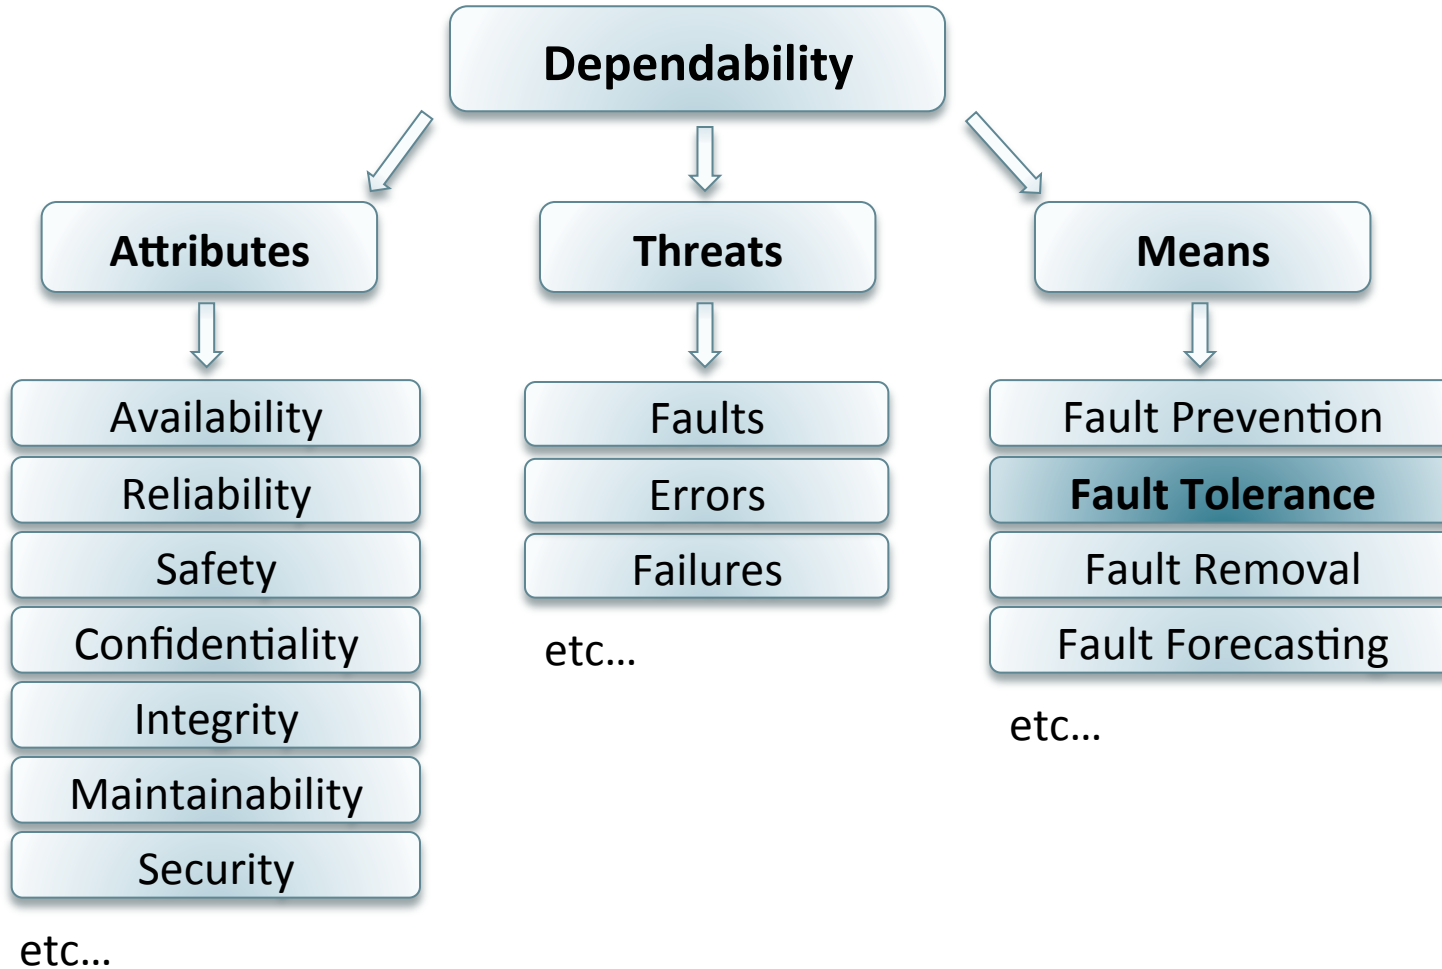 Dependability
Attributes
Threats
Means
Availability
Reliability
Safety
Confidentiality
Integrity
Maintainability
Security
etc...
Faults
Errors
Failures
etc...
Fault Prevention
Fault Tolerance
Fault Removal
Fault Forecasting
etc...